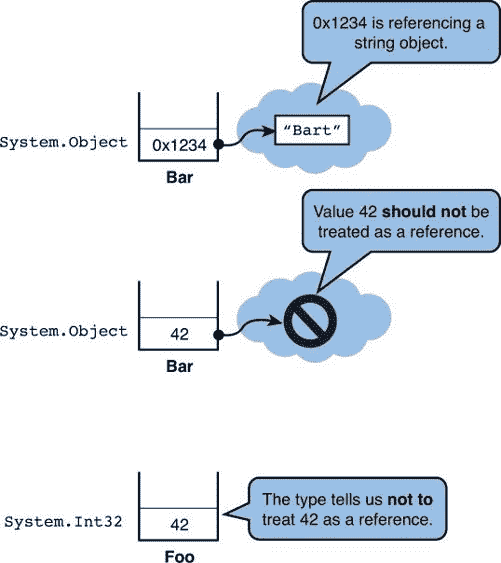 0x1234 is referencing a
string object.
System.Object
0x1234
“Bart”
Bar
Value 42 should not be
treated as a reference.
System.Object
42
Bar
The type tells us not to
treat 42 as a reference.
System.Int32
42
Foo